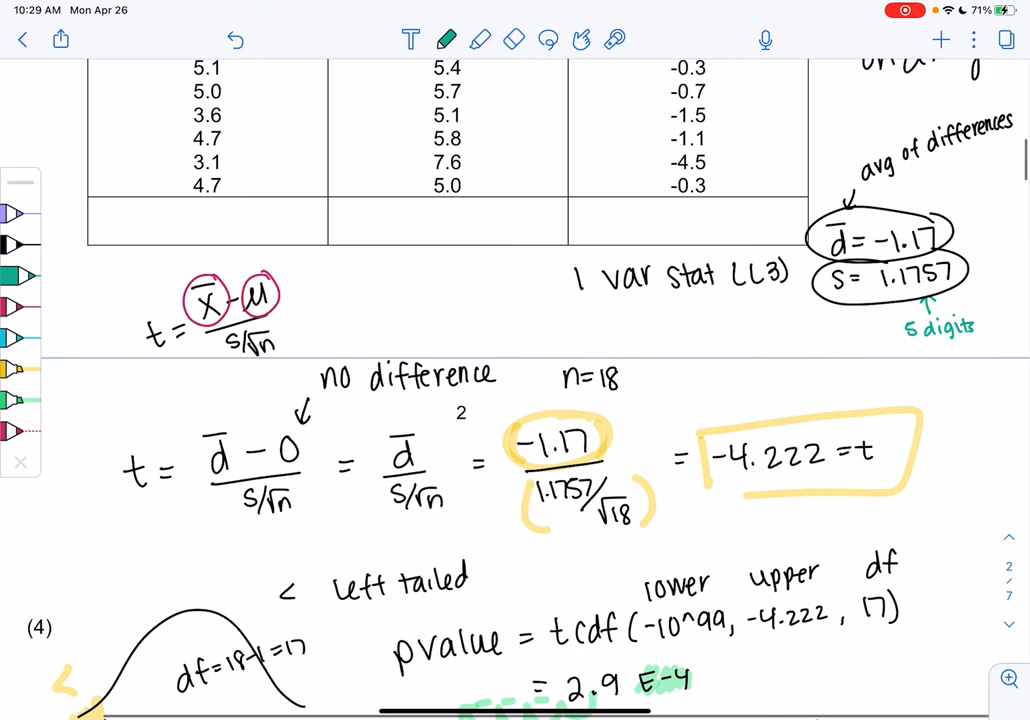 10:29 AM Mon Apr 26
71%
T
5.1 5.4 -0.3
5.0 5.7 -0.7
3.6 5.1 -1.5
4.7 5.8 -1.1
3.1 7.6 -4.5
4.7 5.0 -0.3
avg of differences
d̅ = -1.17
1 var stat (L3)
s = 1.1757
5 digits
t = x̅ - μ / s/√n
no difference n=18
2
t = d̅ - 0 / s/√n = d̅ / s/√n = -1.17 / (1.1757/√18) = -4.222 = t
< left tailed
lower upper df
(4)
pvalue = tcdf (-10^99, -4.222, 17)
df = 18-1 = 17
= 2.9 E-4
<
2
/
7